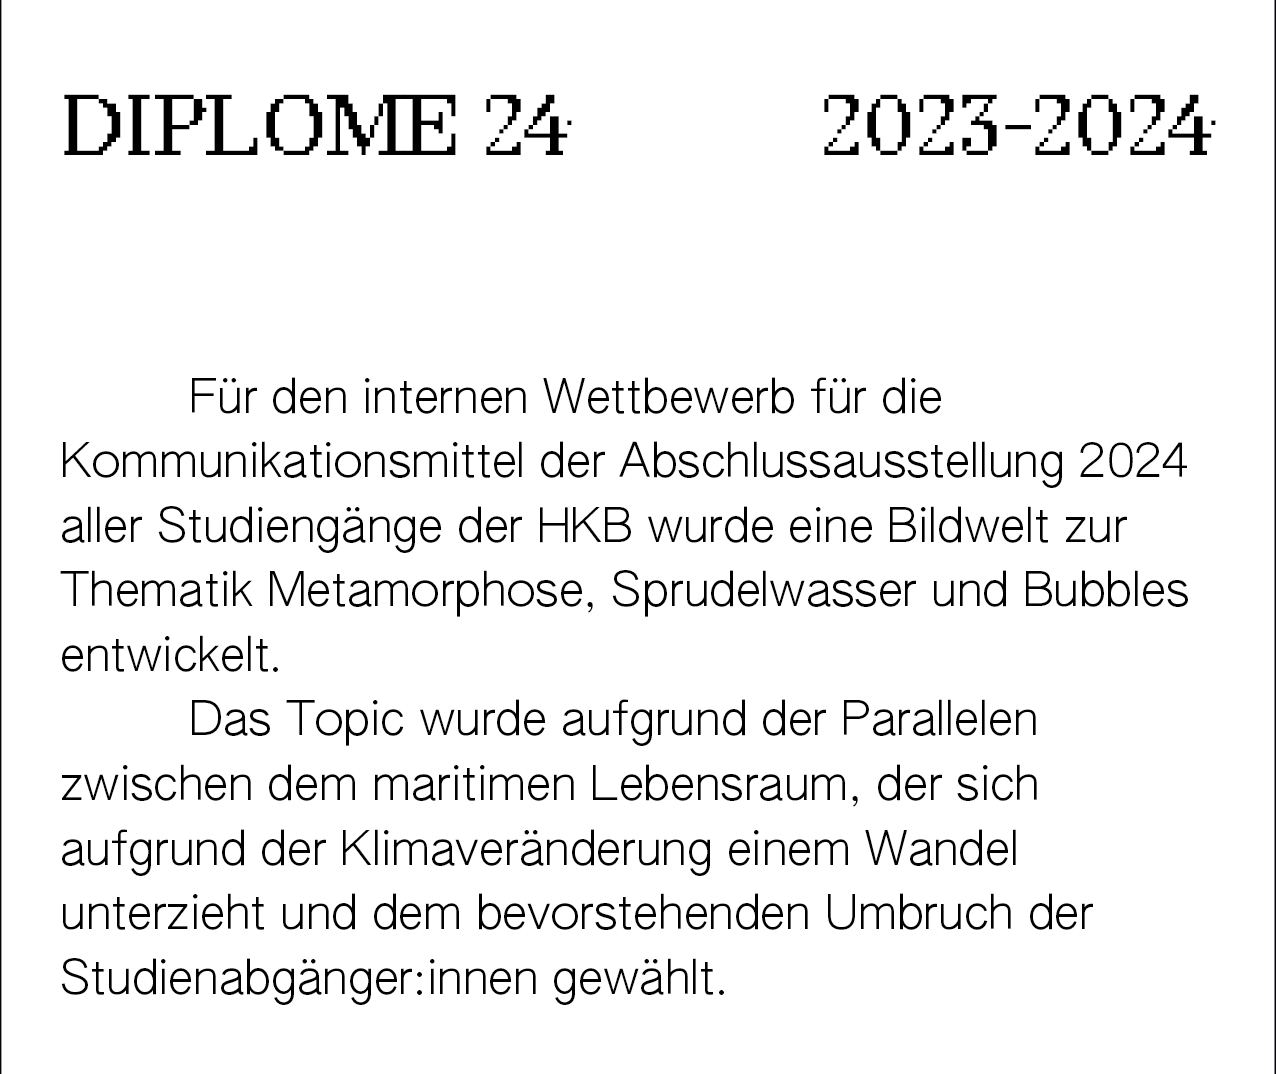 DIPLOME 24 2023-2024
Für den internen Wettbewerb für die
Kommunikationsmittel der Abschlussausstellung 2024
aller Studiengänge der HKB wurde eine Bildwelt zur
Thematik Metamorphose, Sprudelwasser und Bubbles
entwickelt.
Das Topic wurde aufgrund der Parallelen
zwischen dem maritimen Lebensraum, der sich
aufgrund der Klimaveränderung einem Wandel
unterzieht und dem bevorstehenden Umbruch der
Studienabgänger:innen gewählt.